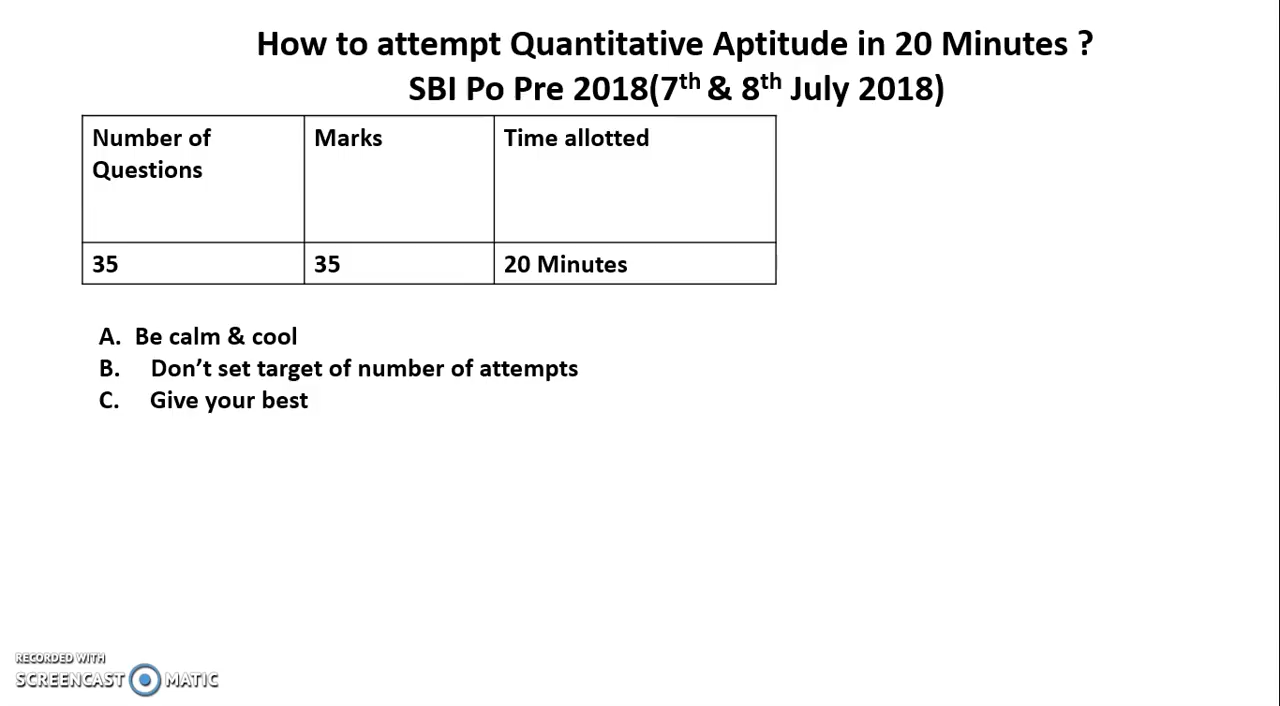 How to attempt Quantitative Aptitude in 20 Minutes ?
SBI Po Pre 2018(7th & 8th July 2018)
Number of Questions Marks Time allotted
35 35 20 Minutes
A. Be calm & cool
B. Don’t set target of number of attempts
C. Give your best
RECORDED WITH
SCREENCAST MATIC